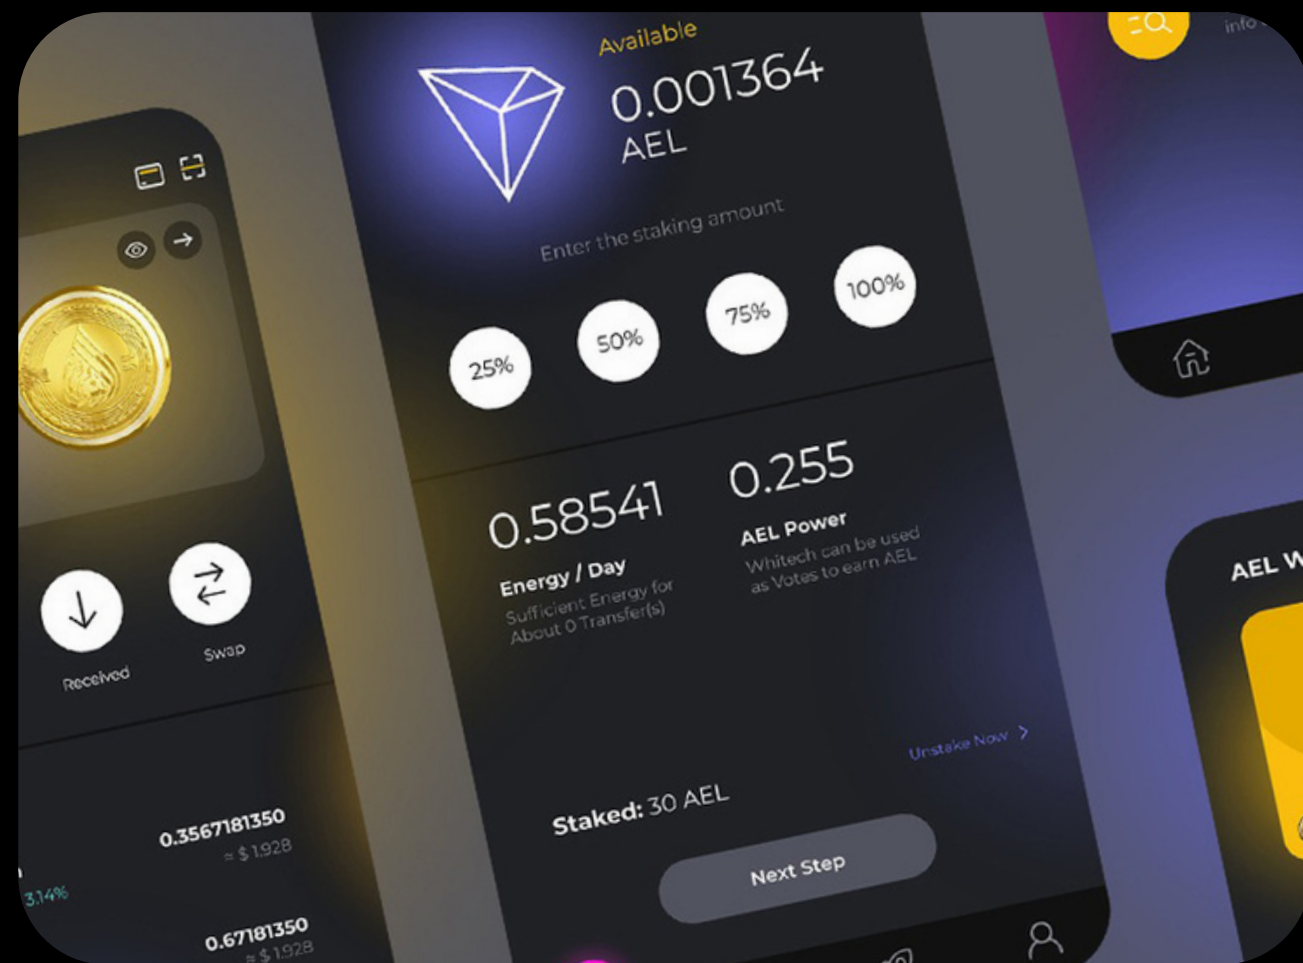 Available
0.001364
AEL
Enter the staking amount
25%
50%
75%
100%
0.58541
Energy / Day
Sufficient Energy for
About 0 Transfer(s)
0.255
AEL Power
Whitech can be used
as Votes to earn AEL
Unstake Now
Staked: 30 AEL
Next Step
Received
Swap
0.3567181350
≈ $ 1.928
3.14%
0.67181350
≈ $ 1.928
info
AEL W